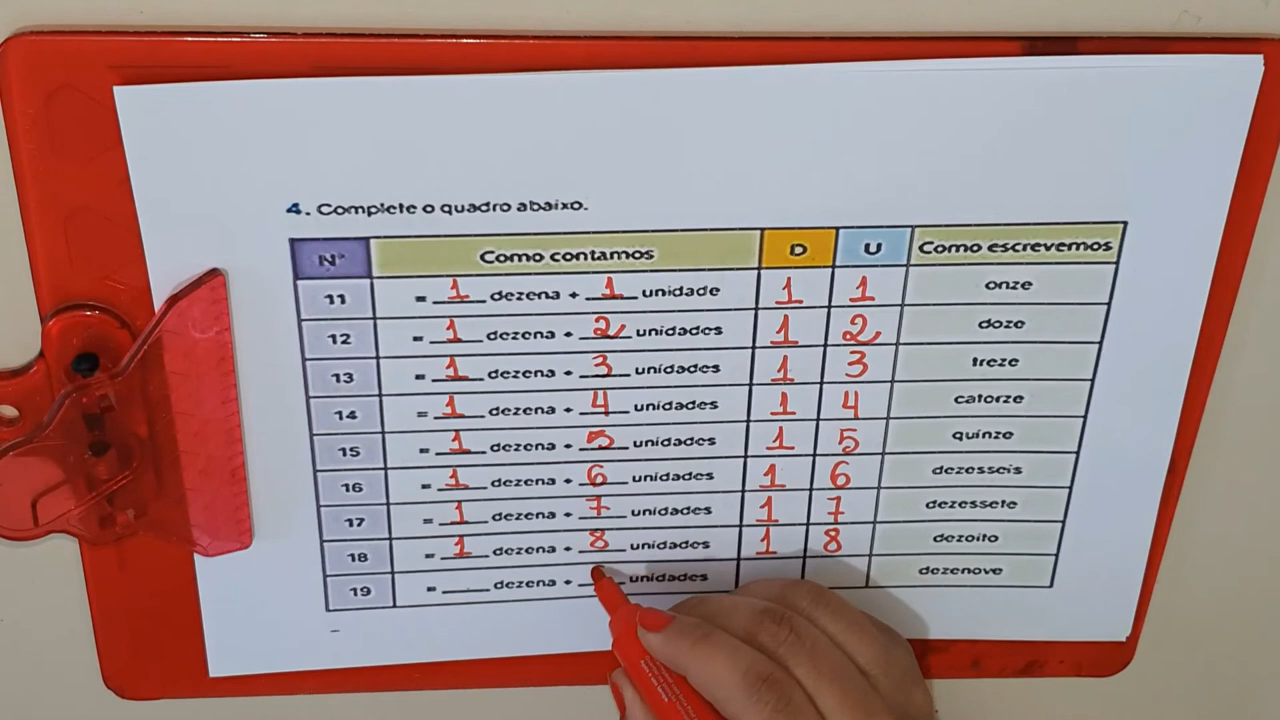 4. Complete o quadro abaixo.
Nº Como contamos D U Como escrevemos
11 = 1 dezena + 1 unidade 1 1 onze
12 = 1 dezena + 2 unidades 1 2 doze
13 = 1 dezena + 3 unidades 1 3 treze
14 = 1 dezena + 4 unidades 1 4 catorze
15 = 1 dezena + 5 unidades 1 5 quinze
16 = 1 dezena + 6 unidades 1 6 dezesseis
17 = 1 dezena + 7 unidades 1 7 dezessete
18 = 1 dezena + 8 unidades 1 8 dezoito
19 = ____ dezena + ____ unidades dezenove